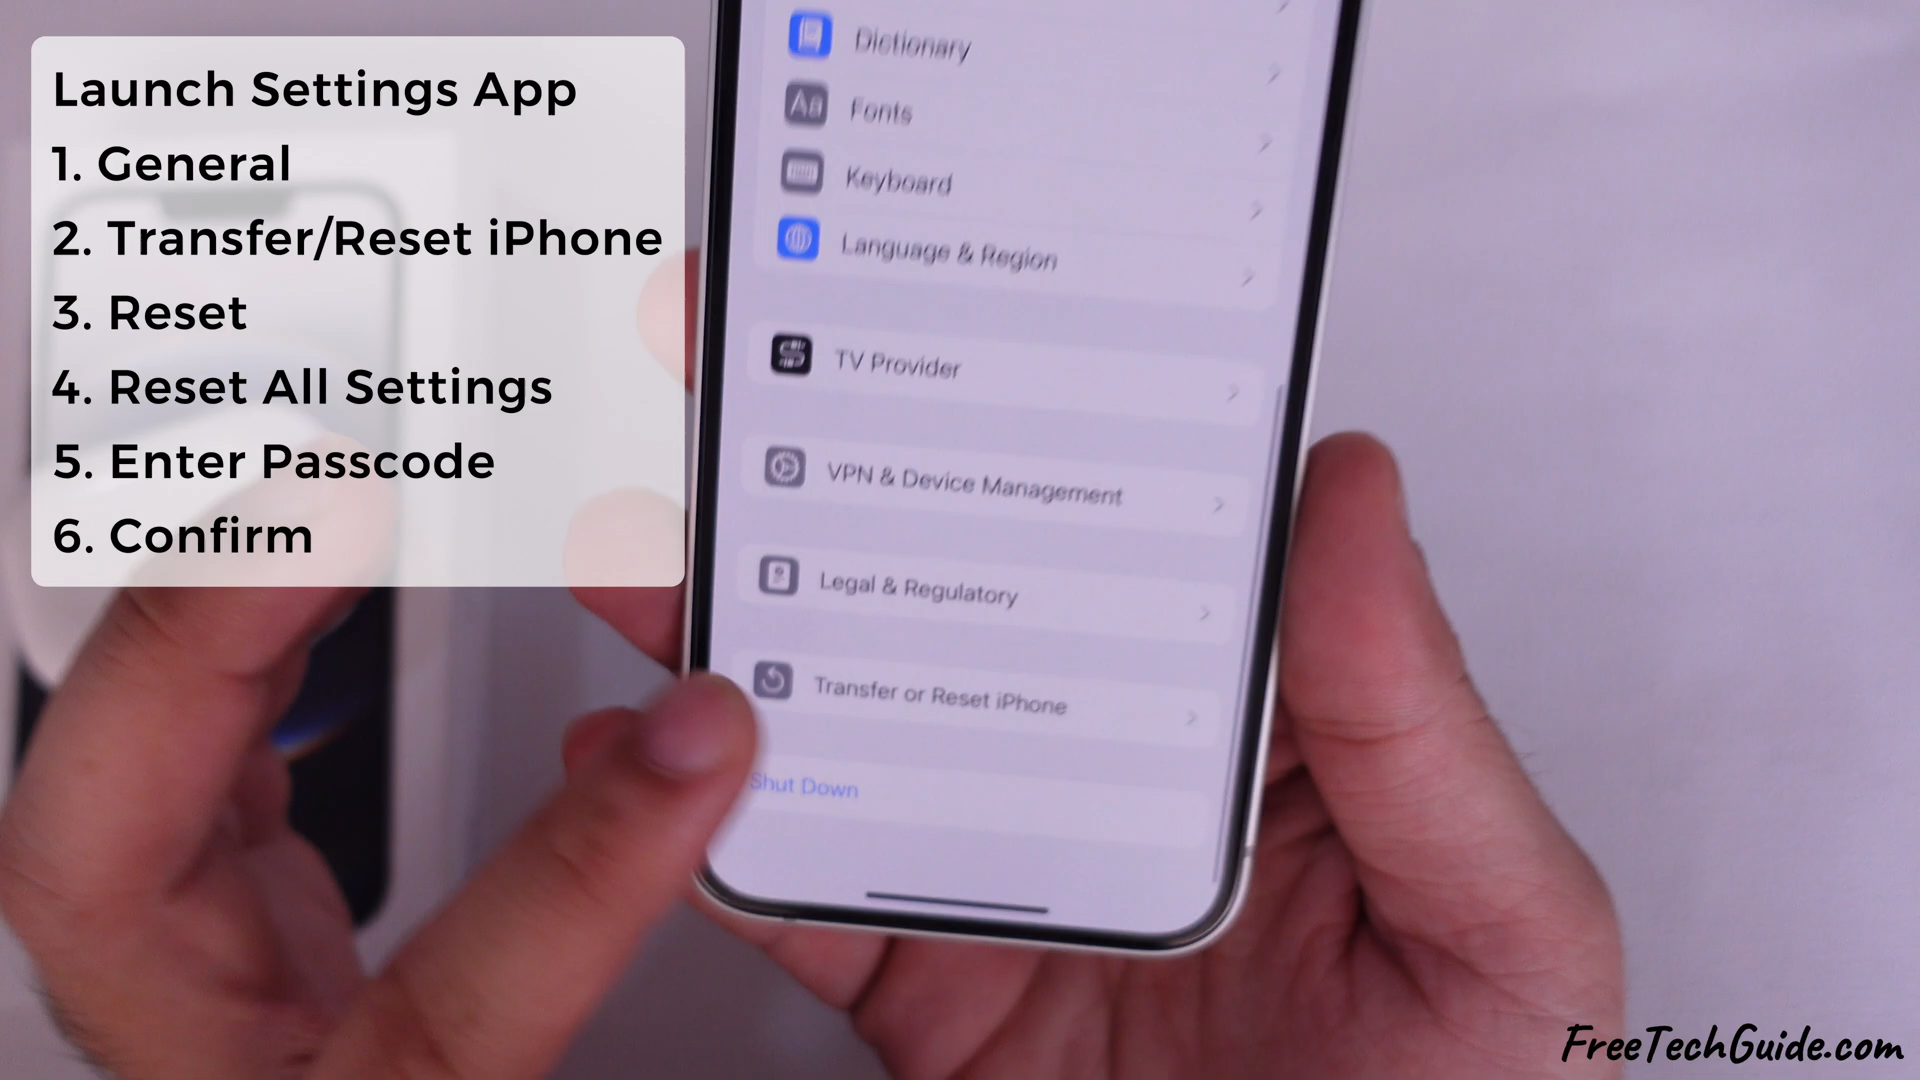 Launch Settings App
1. General
2. Transfer/Reset iPhone
3. Reset
4. Reset All Settings
5. Enter Passcode
6. Confirm
Dictionary
Aa Fonts
Keyboard
Language & Region
TV Provider
VPN & Device Management
Legal & Regulatory
Transfer or Reset iPhone
Shut Down
FreeTechGuide.com